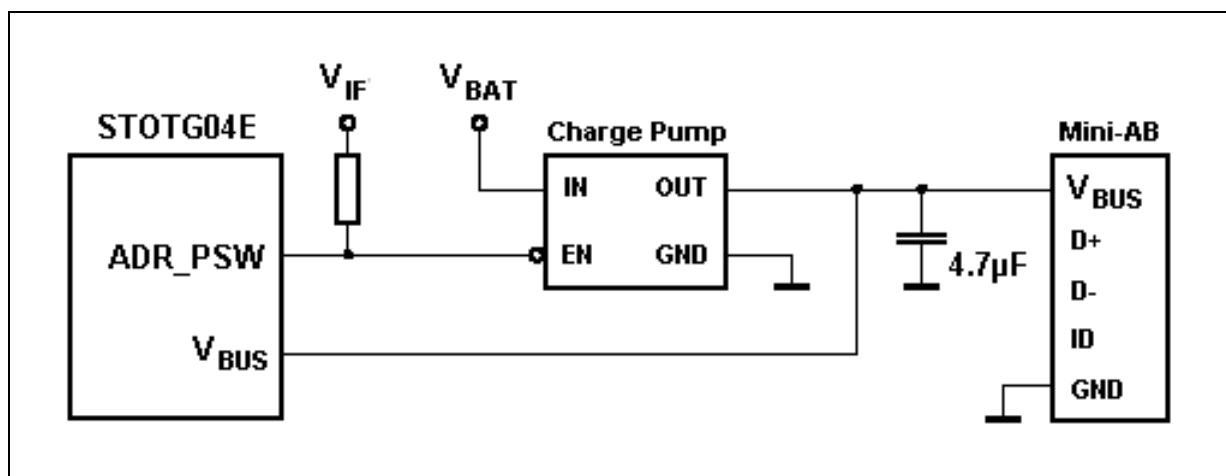 V_IF
V_BAT
STOTG04E
Charge Pump
Mini-AB
ADR_PSW
V_BUS
IN
OUT
EN
GND
4.7µF
V_BUS
D+
D-
ID
GND